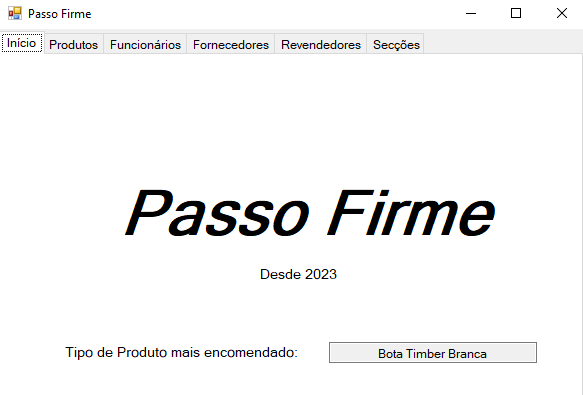 Passo Firme
Início Produtos Funcionários Fornecedores Revendedores Secções
Passo Firme
Desde 2023
Tipo de Produto mais encomendado: Bota Timber Branca